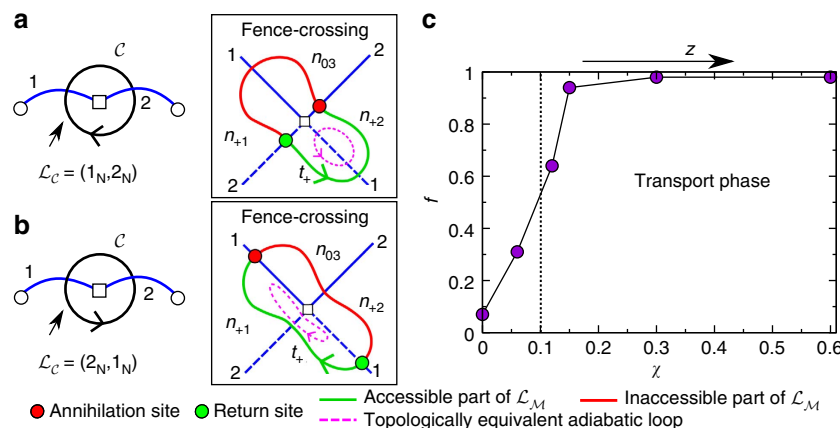 a
1
C
2
L_C = (1_N,2_N)
Fence-crossing
1
2
n_03
n_+2
n_+1
t_+
2
1
b
1
C
2
L_C = (2_N,1_N)
Fence-crossing
1
2
n_03
n_+2
n_+1
t_+
2
1
c
z
1
0.8
0.6
0.4
0.2
0
f
Transport phase
0 0.1 0.2 0.3 0.4 0.5 0.6
χ
Annihilation site Return site Accessible part of L_M Inaccessible part of L_M
Topologically equivalent adiabatic loop